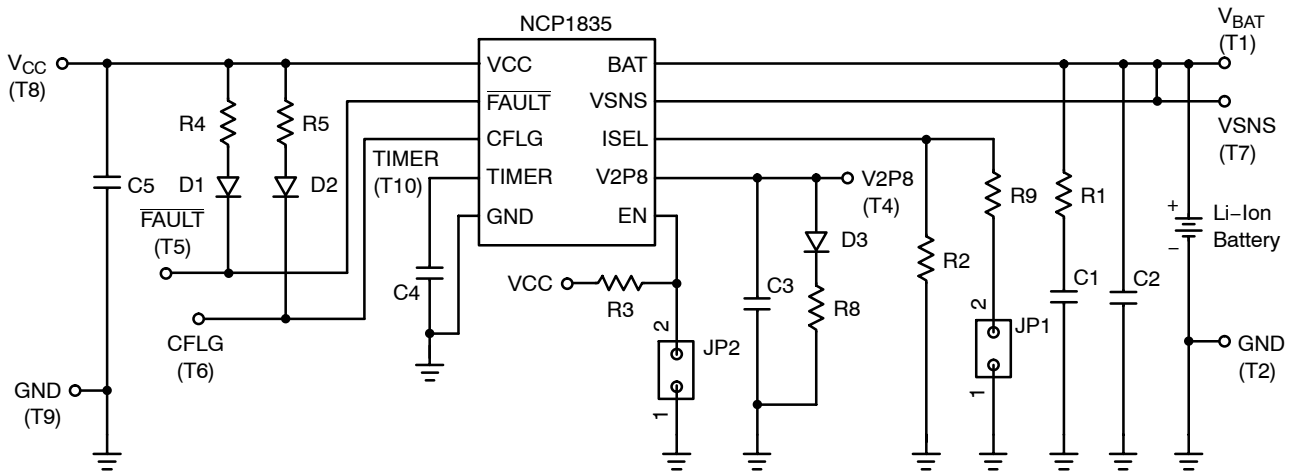 NCP1835
V_BAT
(T1)
V_CC
(T8)
VCC
BAT
F̅A̅U̅L̅T̅
VSNS
VSNS
(T7)
R4
R5
CFLG
ISEL
TIMER
(T10)
C5
D1
D2
TIMER
V2P8
V2P8
(T4)
R9
R1
F̅A̅U̅L̅T̅
(T5)
GND
EN
D3
+
−
Li−Ion
Battery
R2
C4
VCC
R3
C3
R8
C1
C2
CFLG
(T6)
2
JP2
1
2
JP1
1
GND
(T2)
GND
(T9)